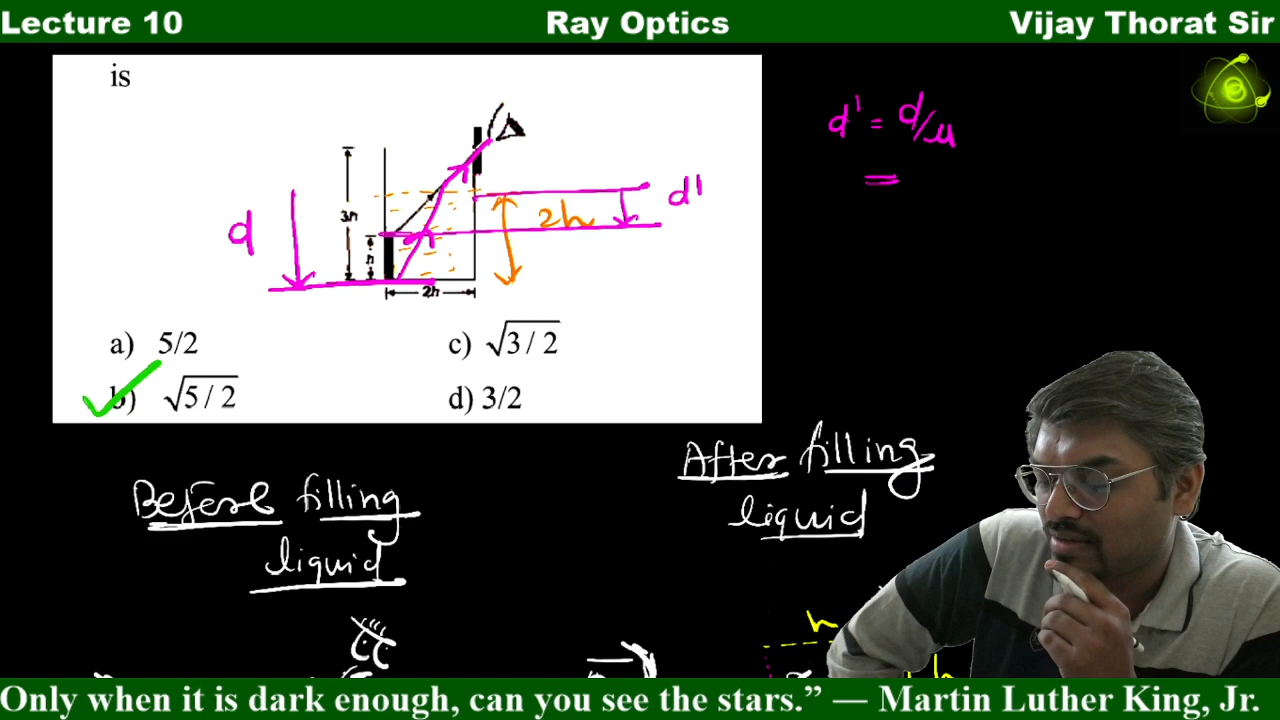 Lecture 10
Ray Optics
Vijay Thorat Sir
is
d' = d/μ
=
d'
3h
2h
d
h
2h
a) 5/2
c) √3 / 2
b) √5 / 2
d) 3/2
Before filling
liquid
After filling
liquid
h
h
Only when it is dark enough, can you see the stars.” — Martin Luther King, Jr.